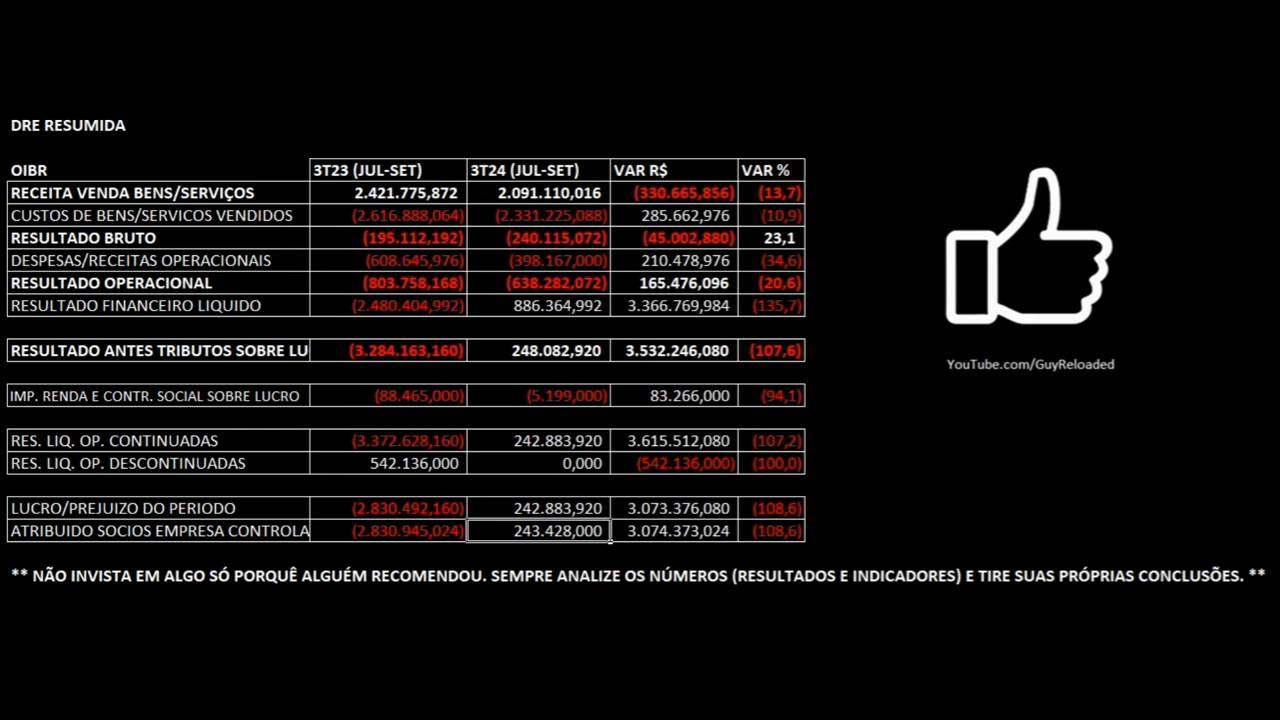 DRE RESUMIDA
OIBR 3T23 (JUL-SET) 3T24 (JUL-SET) VAR R$ VAR %
RECEITA VENDA BENS/SERVIÇOS 2.421.775,872 2.091.110,016 (330.665,856) (13,7)
CUSTOS DE BENS/SERVICOS VENDIDOS (2.616.888,064) (2.331.225,088) 285.662,976 (10,9)
RESULTADO BRUTO (195.112,192) (240.115,072) (45.002,880) 23,1
DESPESAS/RECEITAS OPERACIONAIS (608.645,976) (398.167,000) 210.478,976 (34,6)
RESULTADO OPERACIONAL (803.758,168) (638.282,072) 165.476,096 (20,6)
RESULTADO FINANCEIRO LIQUIDO (2.480.404,992) 886.364,992 3.366.769,984 (135,7)
RESULTADO ANTES TRIBUTOS SOBRE LU (3.284.163,160) 248.082,920 3.532.246,080 (107,6)
IMP. RENDA E CONTR. SOCIAL SOBRE LUCRO (88.465,000) (5.199,000) 83.266,000 (94,1)
RES. LIQ. OP. CONTINUADAS (3.372.628,160) 242.883,920 3.615.512,080 (107,2)
RES. LIQ. OP. DESCONTINUADAS 542.136,000 0,000 (542.136,000) (100,0)
LUCRO/PREJUIZO DO PERIODO (2.830.492,160) 242.883,920 3.073.376,080 (108,6)
ATRIBUIDO SOCIOS EMPRESA CONTROLA (2.830.945,024) 243.428,000 3.074.373,024 (108,6)
YouTube.com/GuyReloaded
** NÃO INVISTA EM ALGO SÓ PORQUÊ ALGUÉM RECOMENDOU. SEMPRE ANALIZE OS NÚMEROS (RESULTADOS E INDICADORES) E TIRE SUAS PRÓPRIAS CONCLUSÕES. **